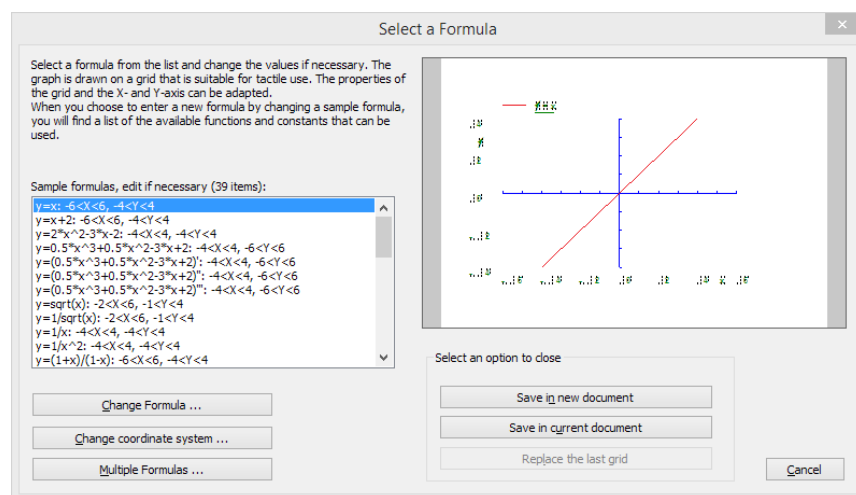 Select a Formula
Select a formula from the list and change the values if necessary. The
graph is drawn on a grid that is suitable for tactile use. The properties of
the grid and the X- and Y-axis can be adapted.
When you choose to enter a new formula by changing a sample formula,
you will find a list of the available functions and constants that can be
used.
Sample formulas, edit if necessary (39 items):
y=x: -6<X<6, -4<Y<4
y=x+2: -6<X<6, -4<Y<4
y=2*x^2-3*x-2: -4<X<4, -4<Y<4
y=0.5*x^3+0.5*x^2-3*x+2: -4<X<4, -6<Y<6
y=(0.5*x^3+0.5*x^2-3*x+2)': -4<X<4, -6<Y<6
y=(0.5*x^3+0.5*x^2-3*x+2)'': -4<X<4, -6<Y<6
y=(0.5*x^3+0.5*x^2-3*x+2)''': -4<X<4, -6<Y<6
y=sqrt(x): -2<X<6, -1<Y<4
y=1/sqrt(x): -2<X<6, -1<Y<4
y=1/x: -4<X<4, -4<Y<4
y=1/x^2: -4<X<4, -4<Y<4
y=(1+x)/(1-x): -6<X<6, -4<Y<4
Change Formula ...
Change coordinate system ...
Multiple Formulas ...
Select an option to close
Save in new document
Save in current document
Replace the last grid
Cancel